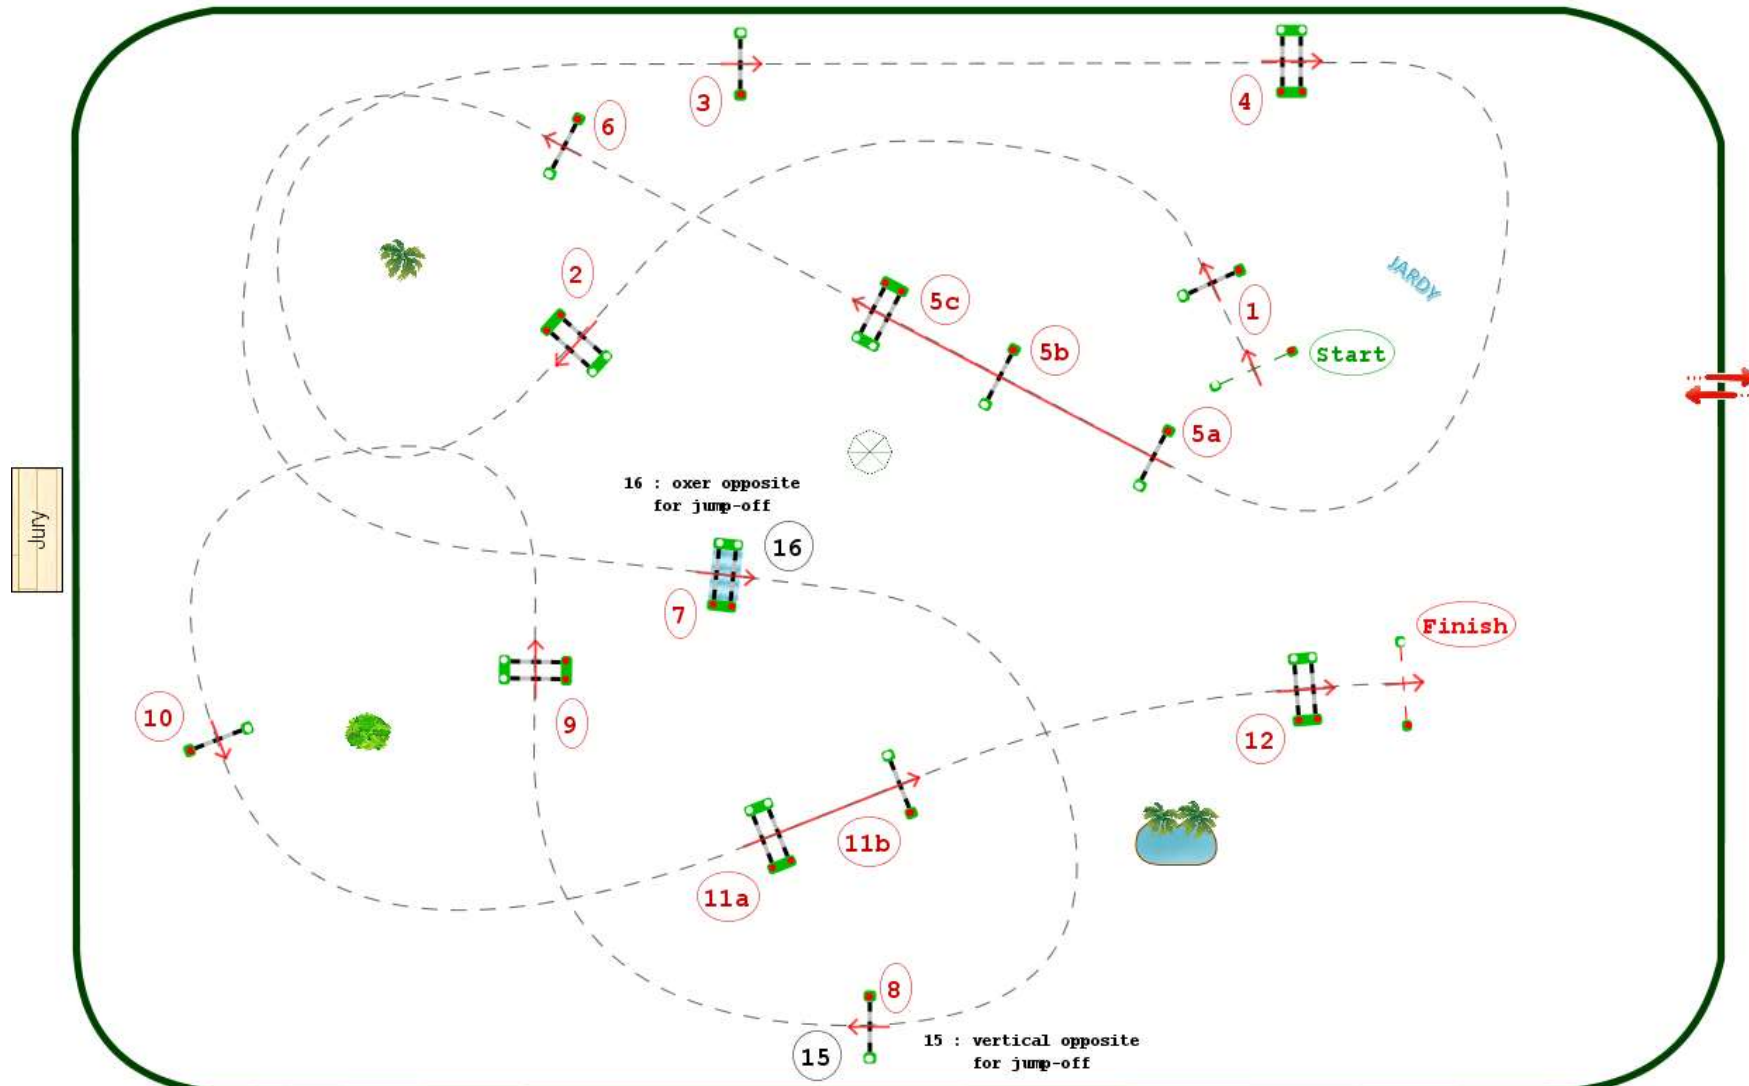 3
4
6
2
5c
1
JARDY
5b
Start
5a
16 : oxer opposite
for jump-off
Jury
16
7
Finish
10
9
12
11b
11a
8
15
15 : vertical opposite
for jump-off